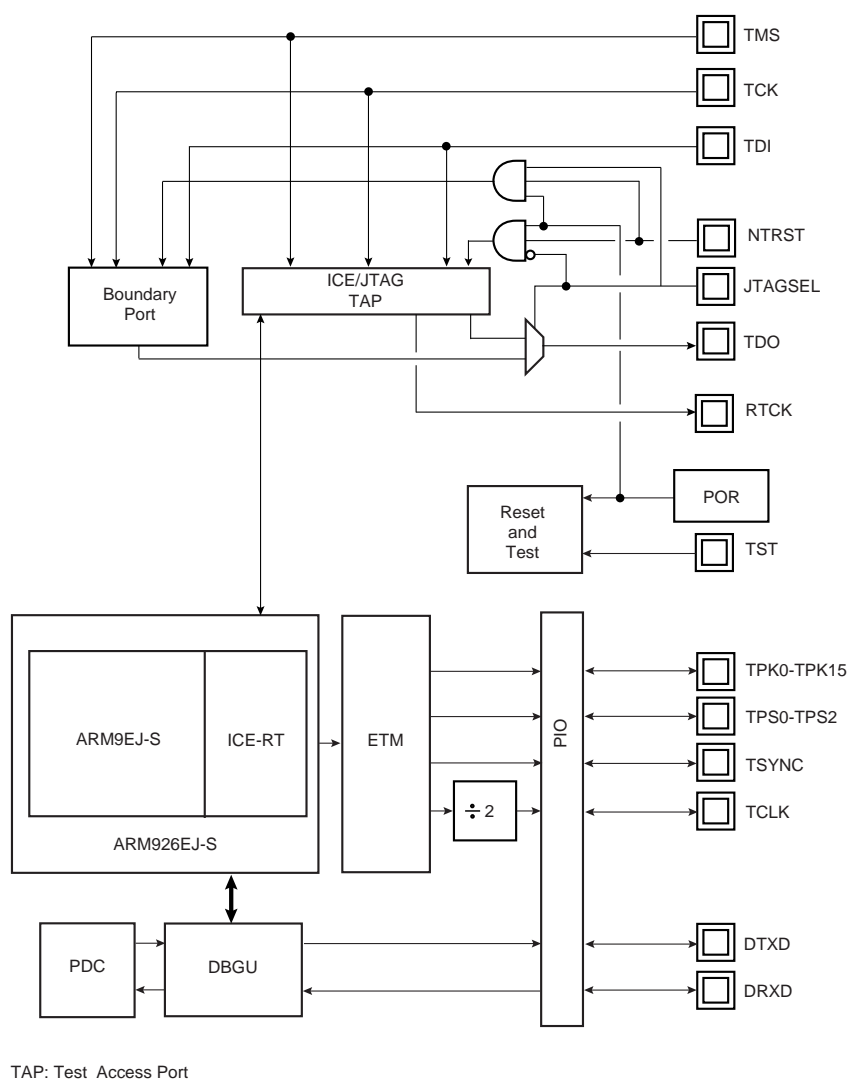 TMS
TCK
TDI
NTRST
JTAGSEL
TDO
RTCK
Boundary
Port
ICE/JTAG
TAP
POR
Reset
and
Test
TST
ARM9EJ-S
ICE-RT
ARM926EJ-S
ETM
÷ 2
PIO
TPK0-TPK15
TPS0-TPS2
TSYNC
TCLK
PDC
DBGU
DTXD
DRXD
TAP: Test Access Port